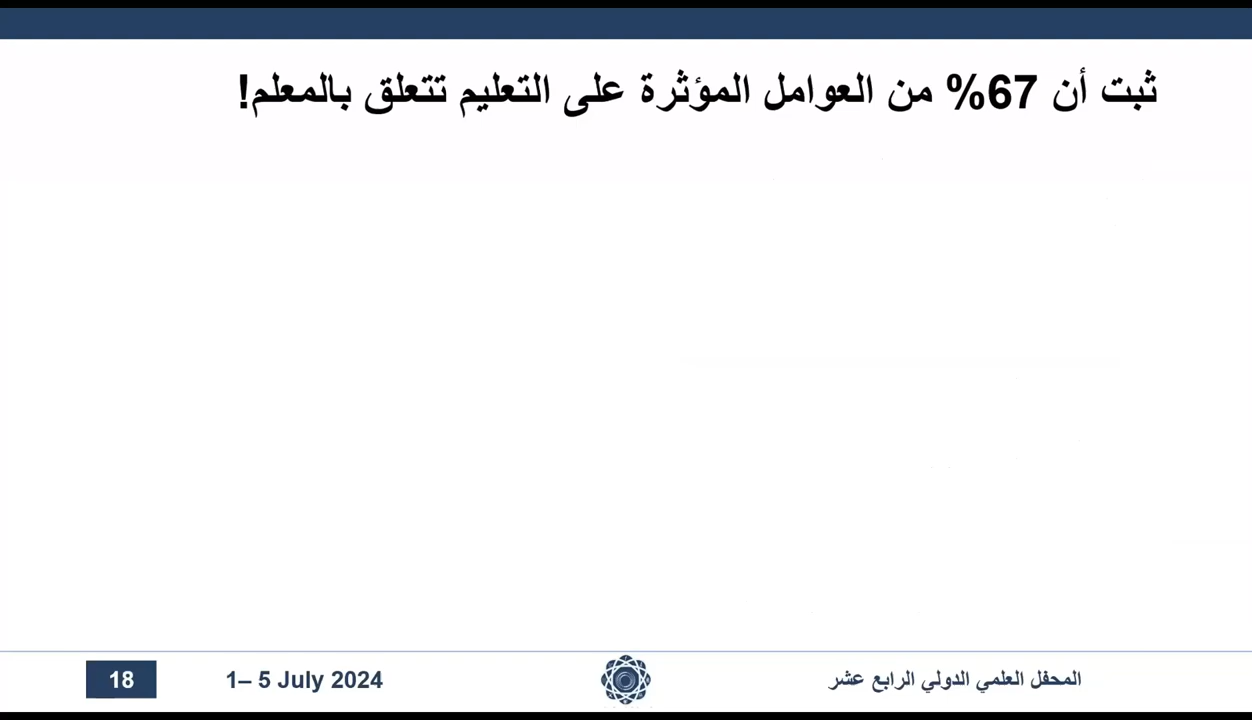 ثبت أن 67% من العوامل المؤثرة على التعليم تتعلق بالمعلم!
18
1– 5 July 2024
المحفل العلمي الدولي الرابع عشر